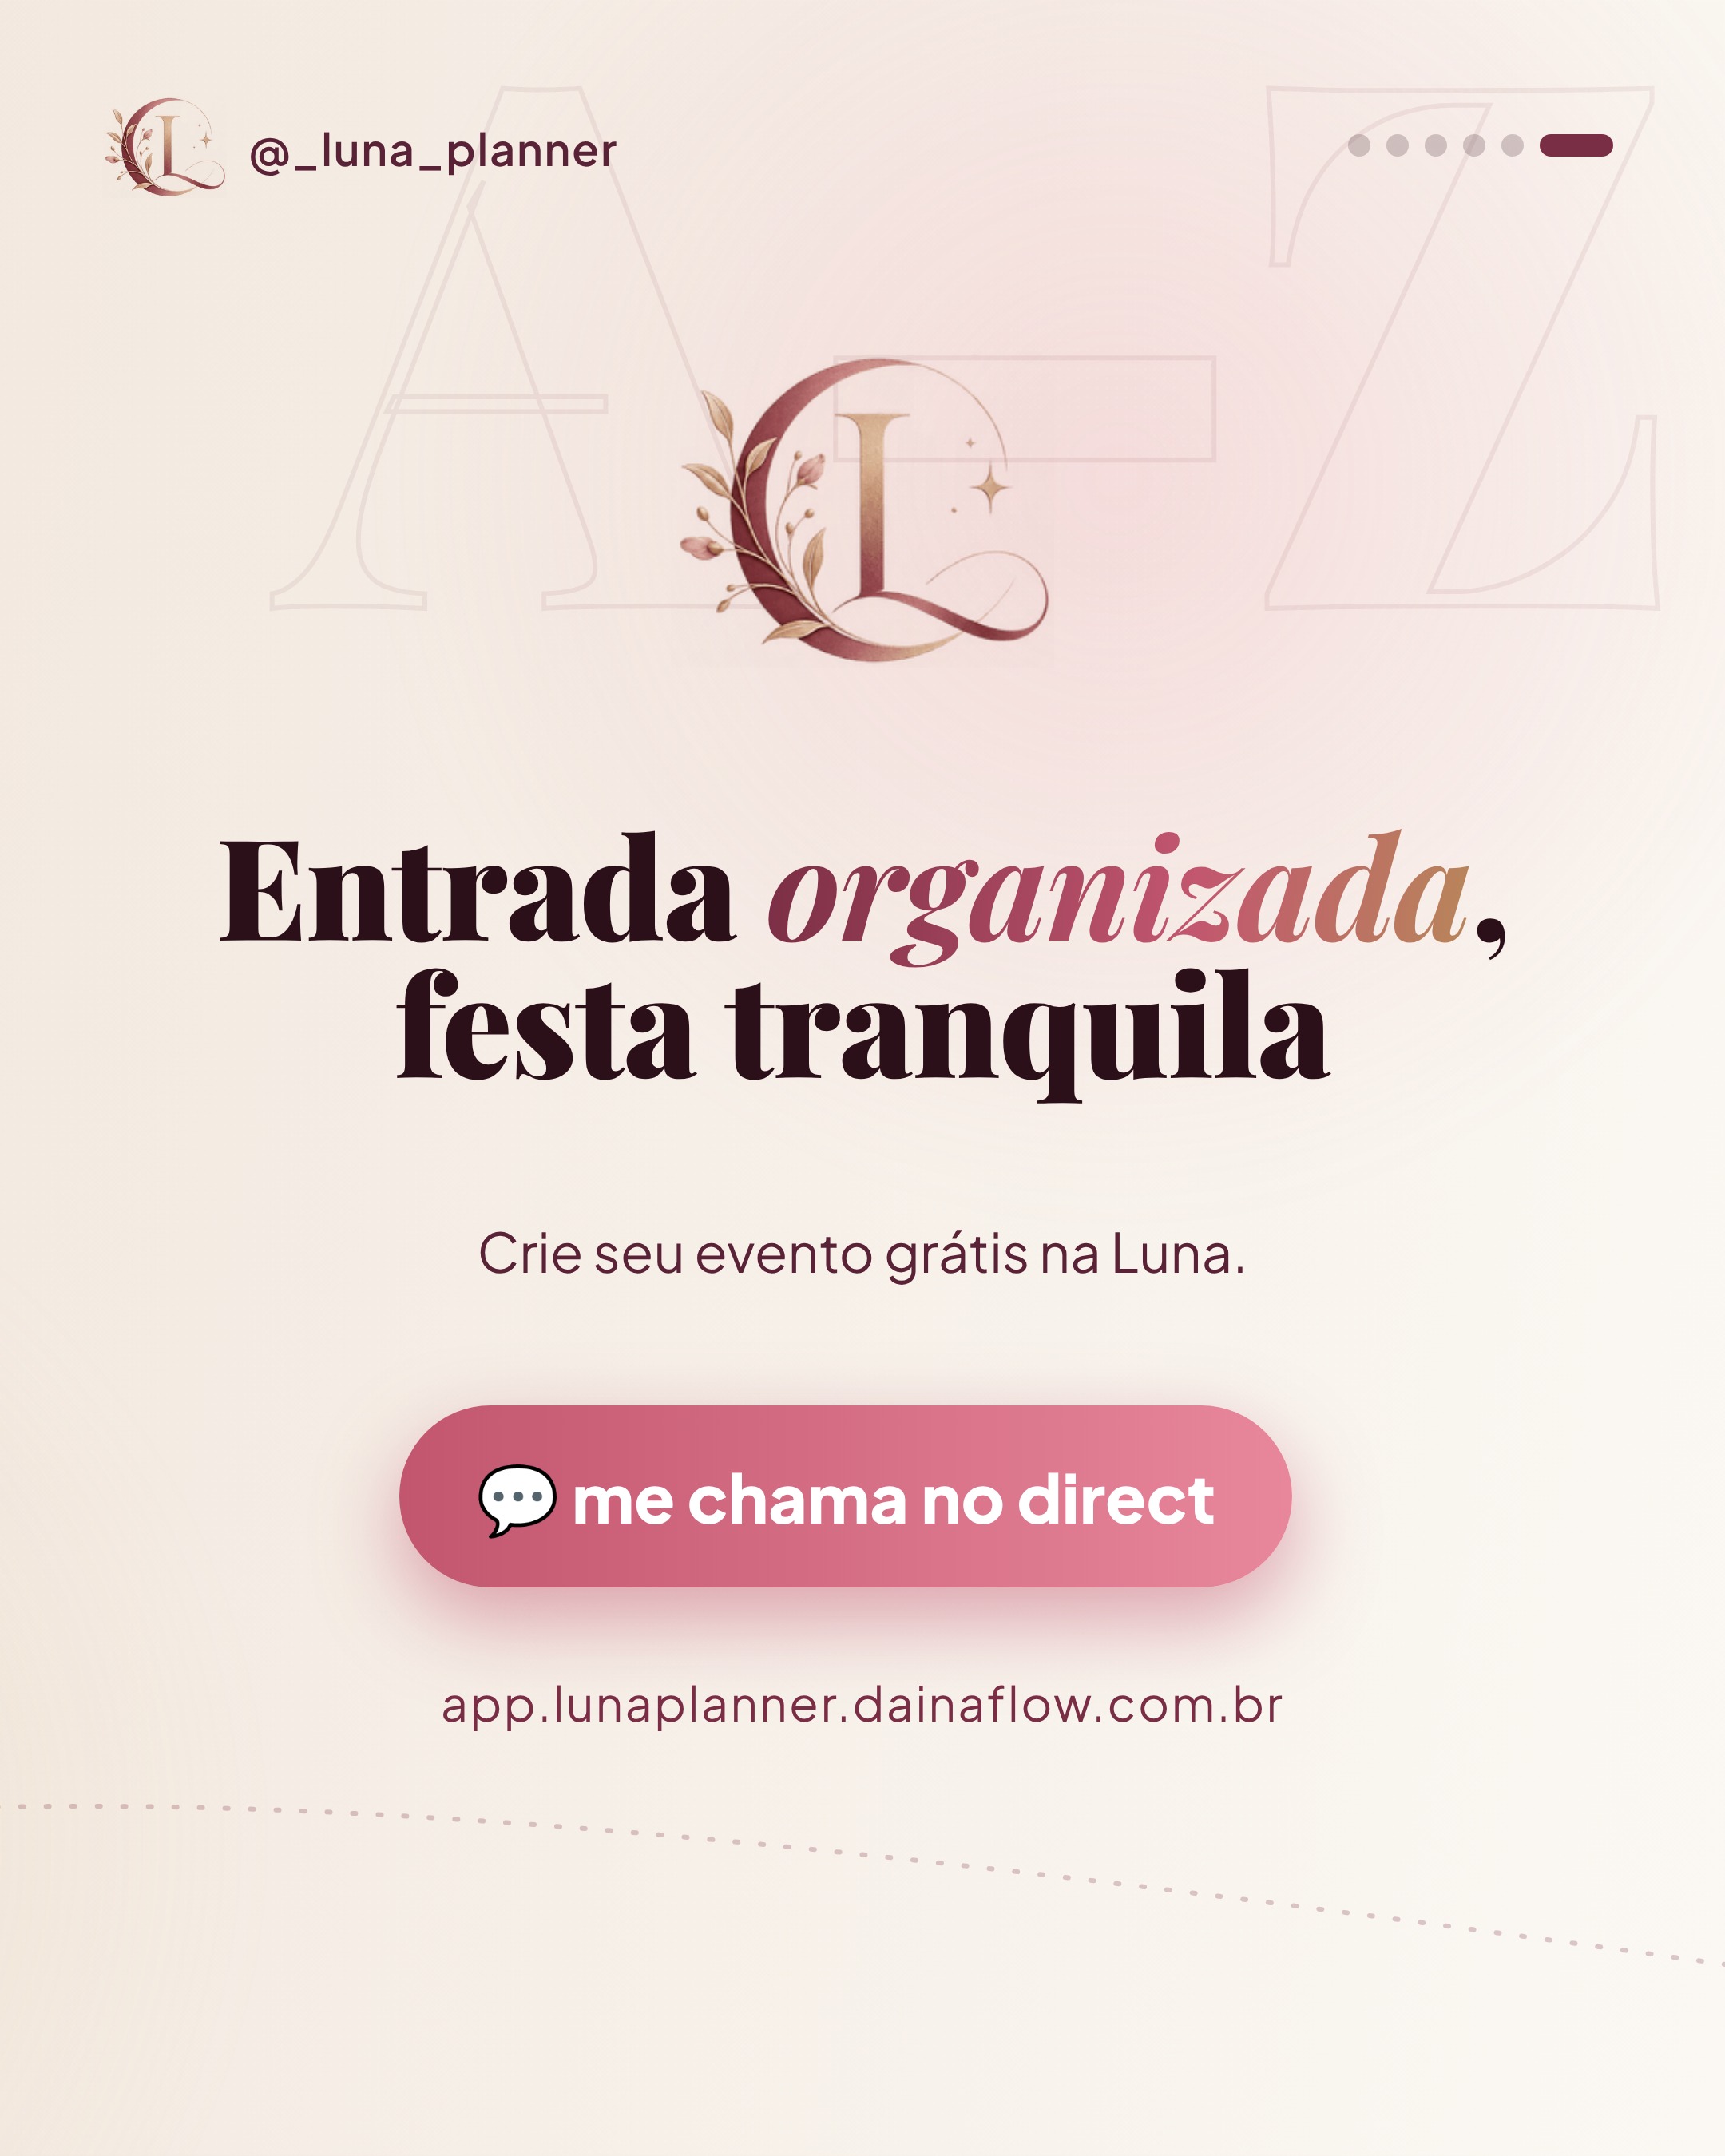 @_luna_planner
A–Z
L
Entrada organizada,
festa tranquila
Crie seu evento grátis na Luna.
💬 me chama no direct
app.lunaplanner.dainaflow.com.br